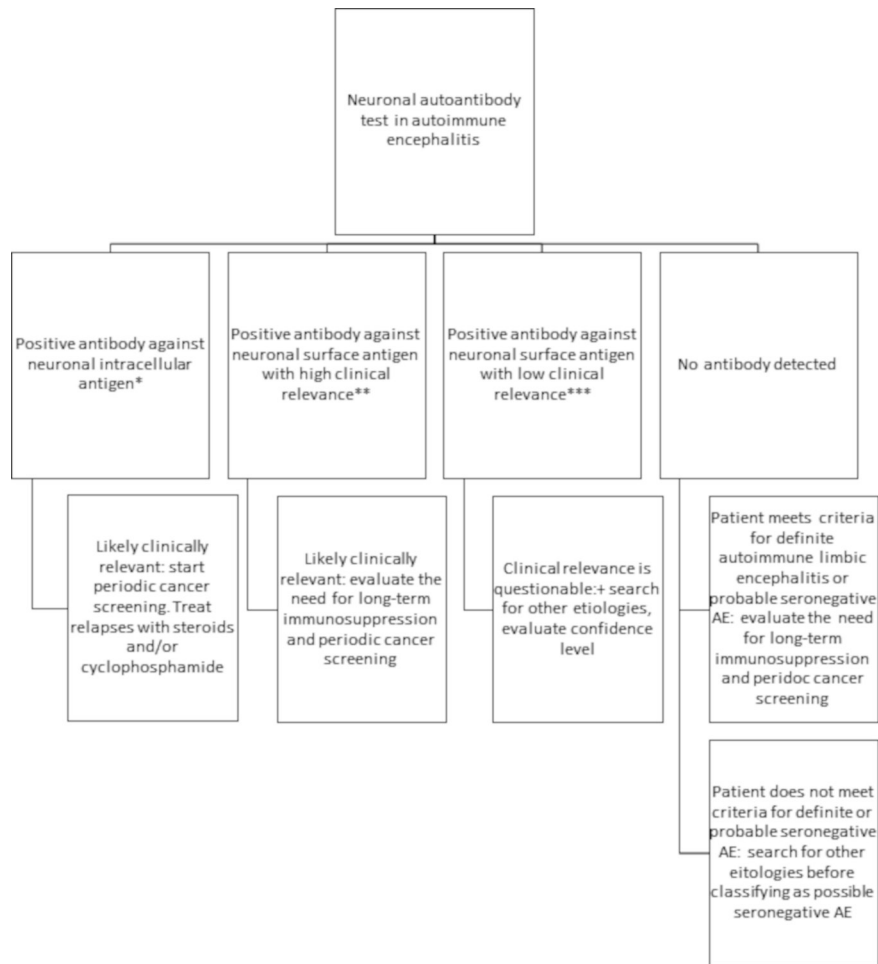 Neuronal autoantibody
test in autoimmune
encephalitis
Positive antibody against
neuronal intracellular
antigen*
Positive antibody against
neuronal surface antigen
with high clinical
relevance**
Positive antibody against
neuronal surface antigen
with low clinical
relevance***
No antibody detected
Likely clinically
relevant: start
periodic cancer
screening. Treat
relapses with steroids
and/or
cyclophosphamide
Likely clinically
relevant: evaluate the
need for long-term
immunosuppression
and periodic cancer
screening
Clinical relevance is
questionable:+ search
for other etiologies,
evaluate confidence
level
Patient meets criteria
for definite
autoimmune limbic
encephalitis or
probable seronegative
AE: evaluate the need
for long-term
immunosuppression
and peridoc cancer
screening
Patient does not meet
criteria for definite or
probable seronegative
AE: search for other
eitologies before
classifying as possible
seronegative AE